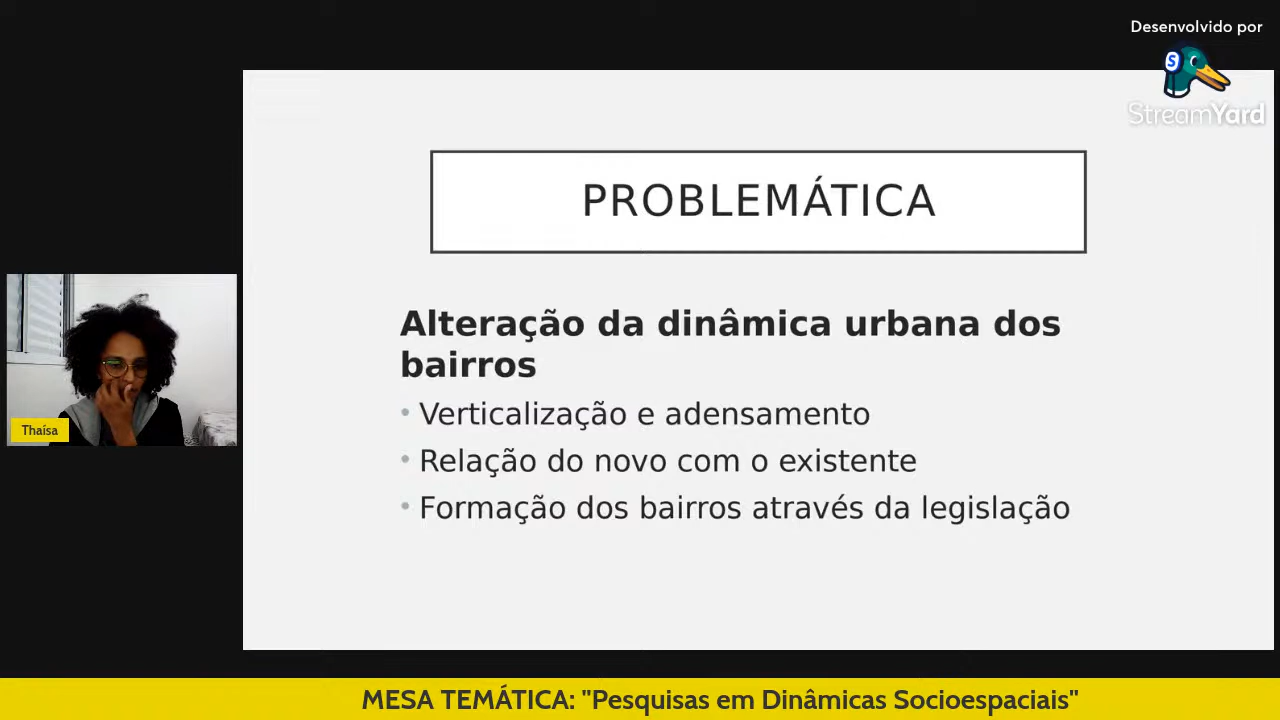 Desenvolvido por
S
StreamYard
PROBLEMÁTICA
Alteração da dinâmica urbana dos
bairros
• Verticalização e adensamento
• Relação do novo com o existente
• Formação dos bairros através da legislação
Thaísa
MESA TEMÁTICA: "Pesquisas em Dinâmicas Socioespaciais"